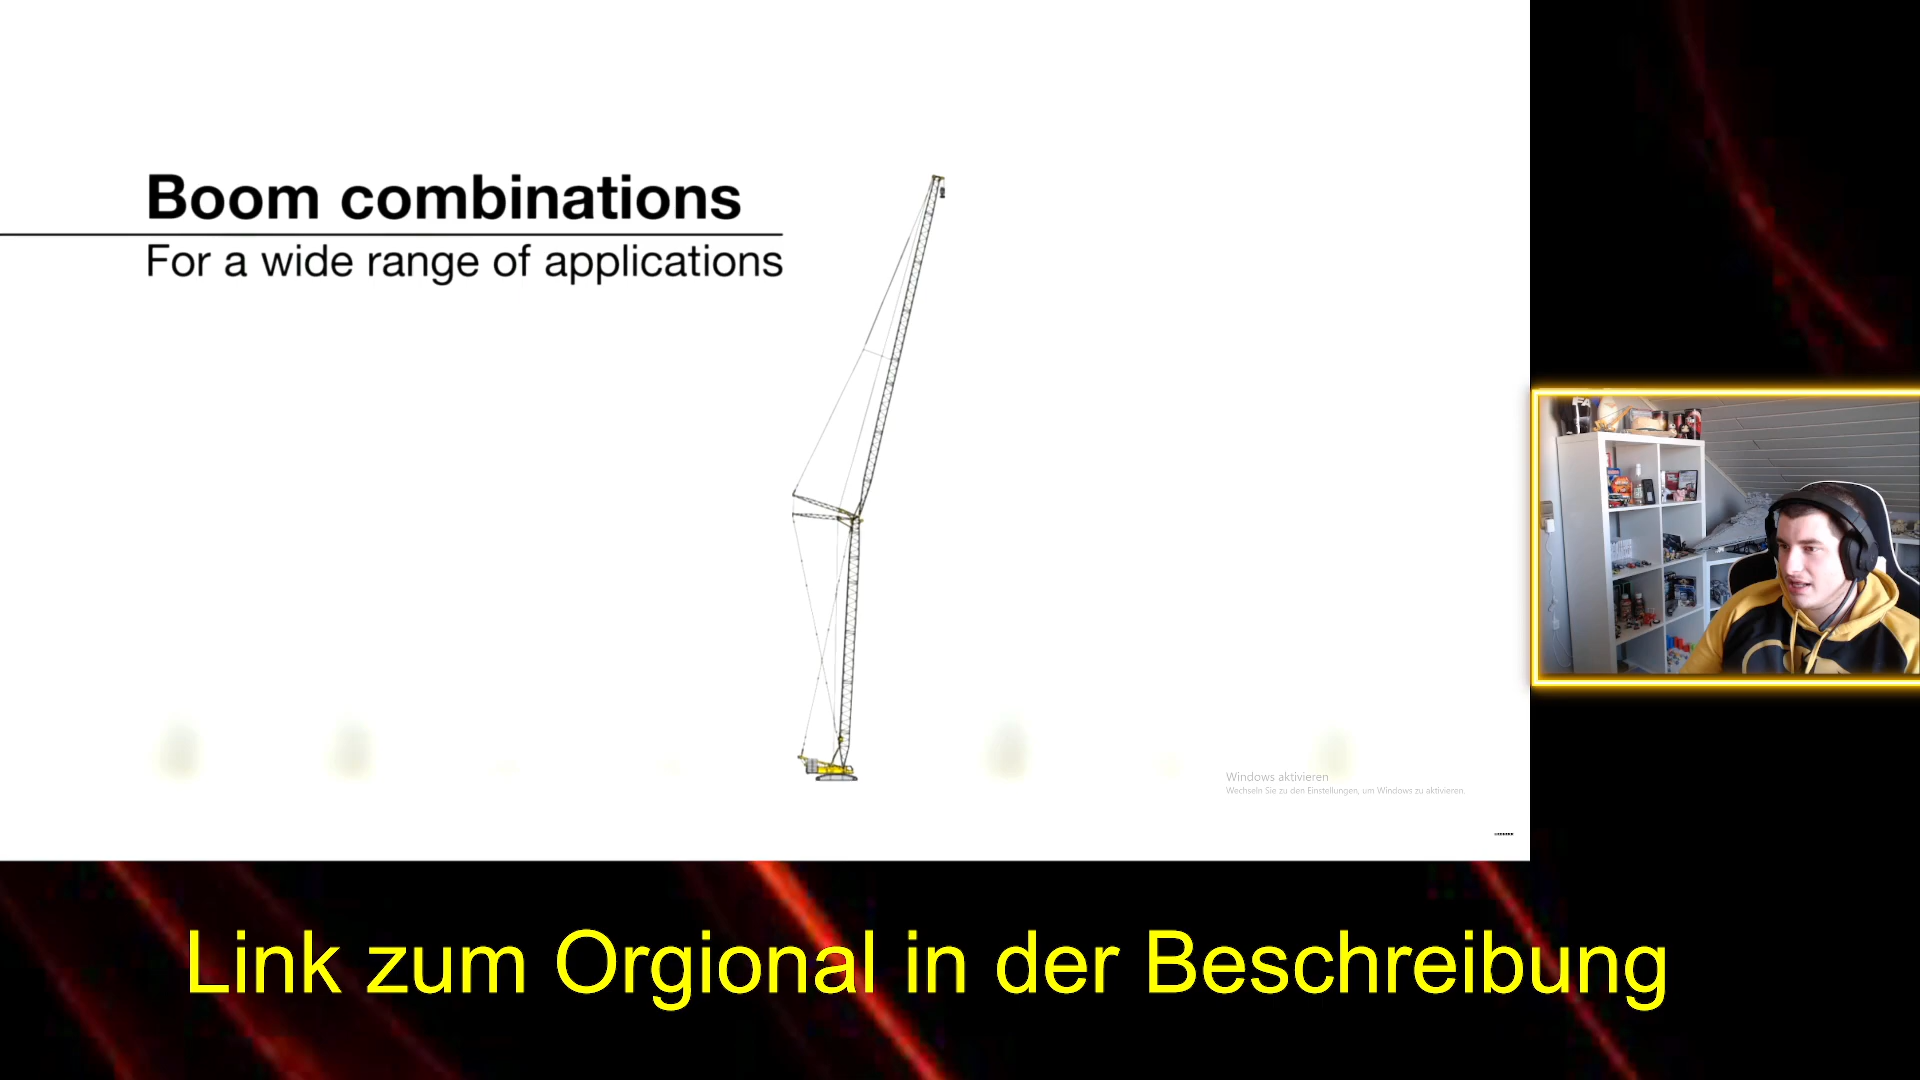 Boom combinations
For a wide range of applications
Windows aktivieren
Wechseln Sie zu den Einstellungen, um Windows zu aktivieren.
Link zum Orgional in der Beschreibung